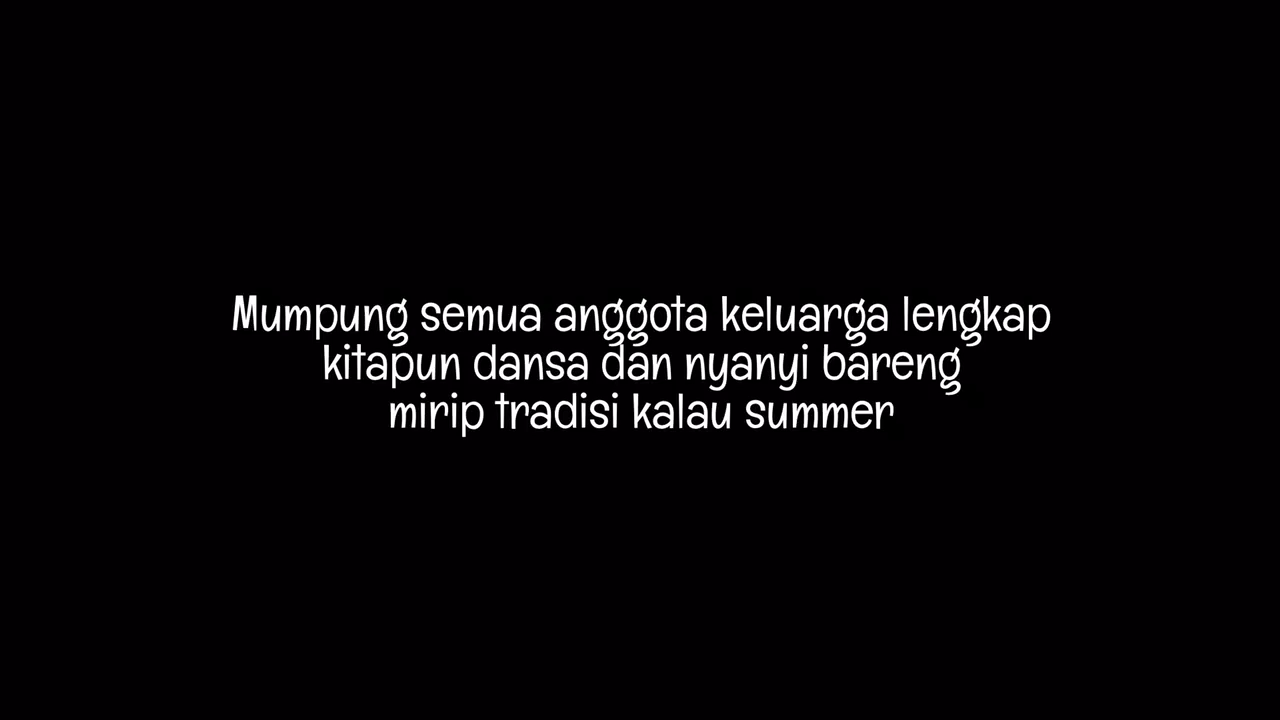 Mumpung semua anggota keluarga lengkap
kitapun dansa dan nyanyi bareng
mirip tradisi kalau summer